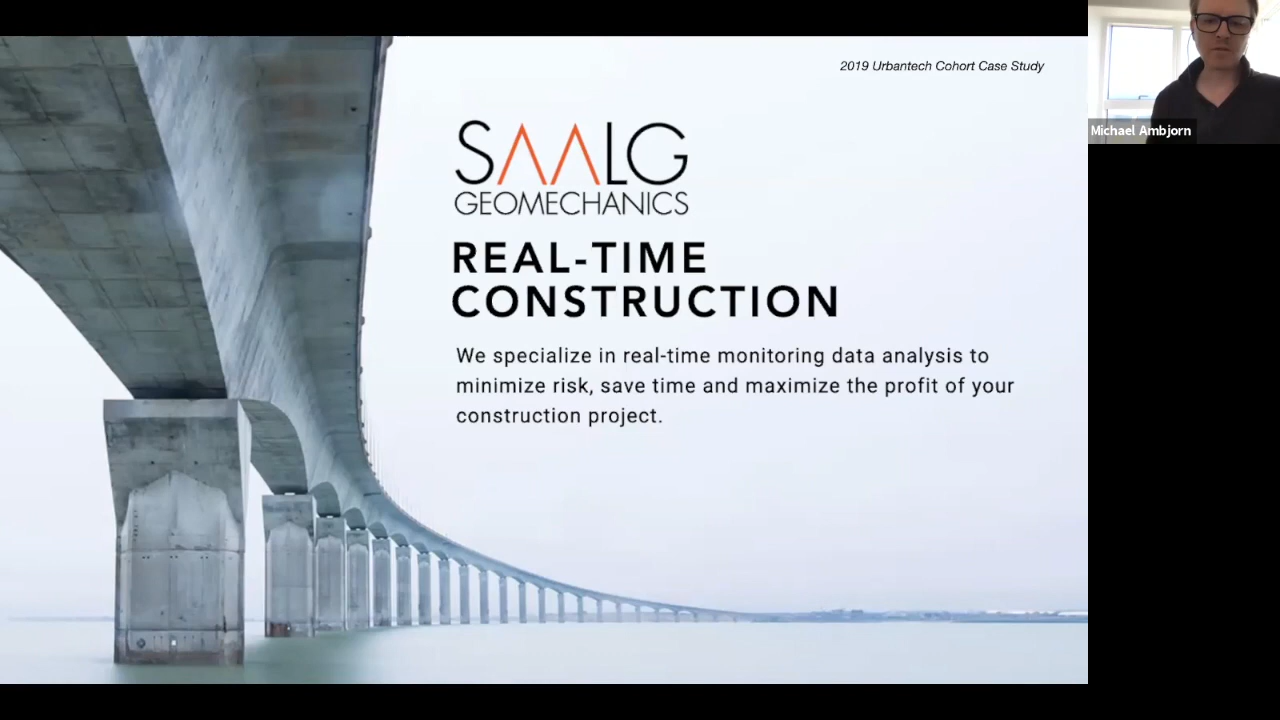 2019 Urbantech Cohort Case Study
SAALG
GEOMECHANICS
REAL-TIME
CONSTRUCTION
We specialize in real-time monitoring data analysis to
minimize risk, save time and maximize the profit of your
construction project.
Michael Ambjorn